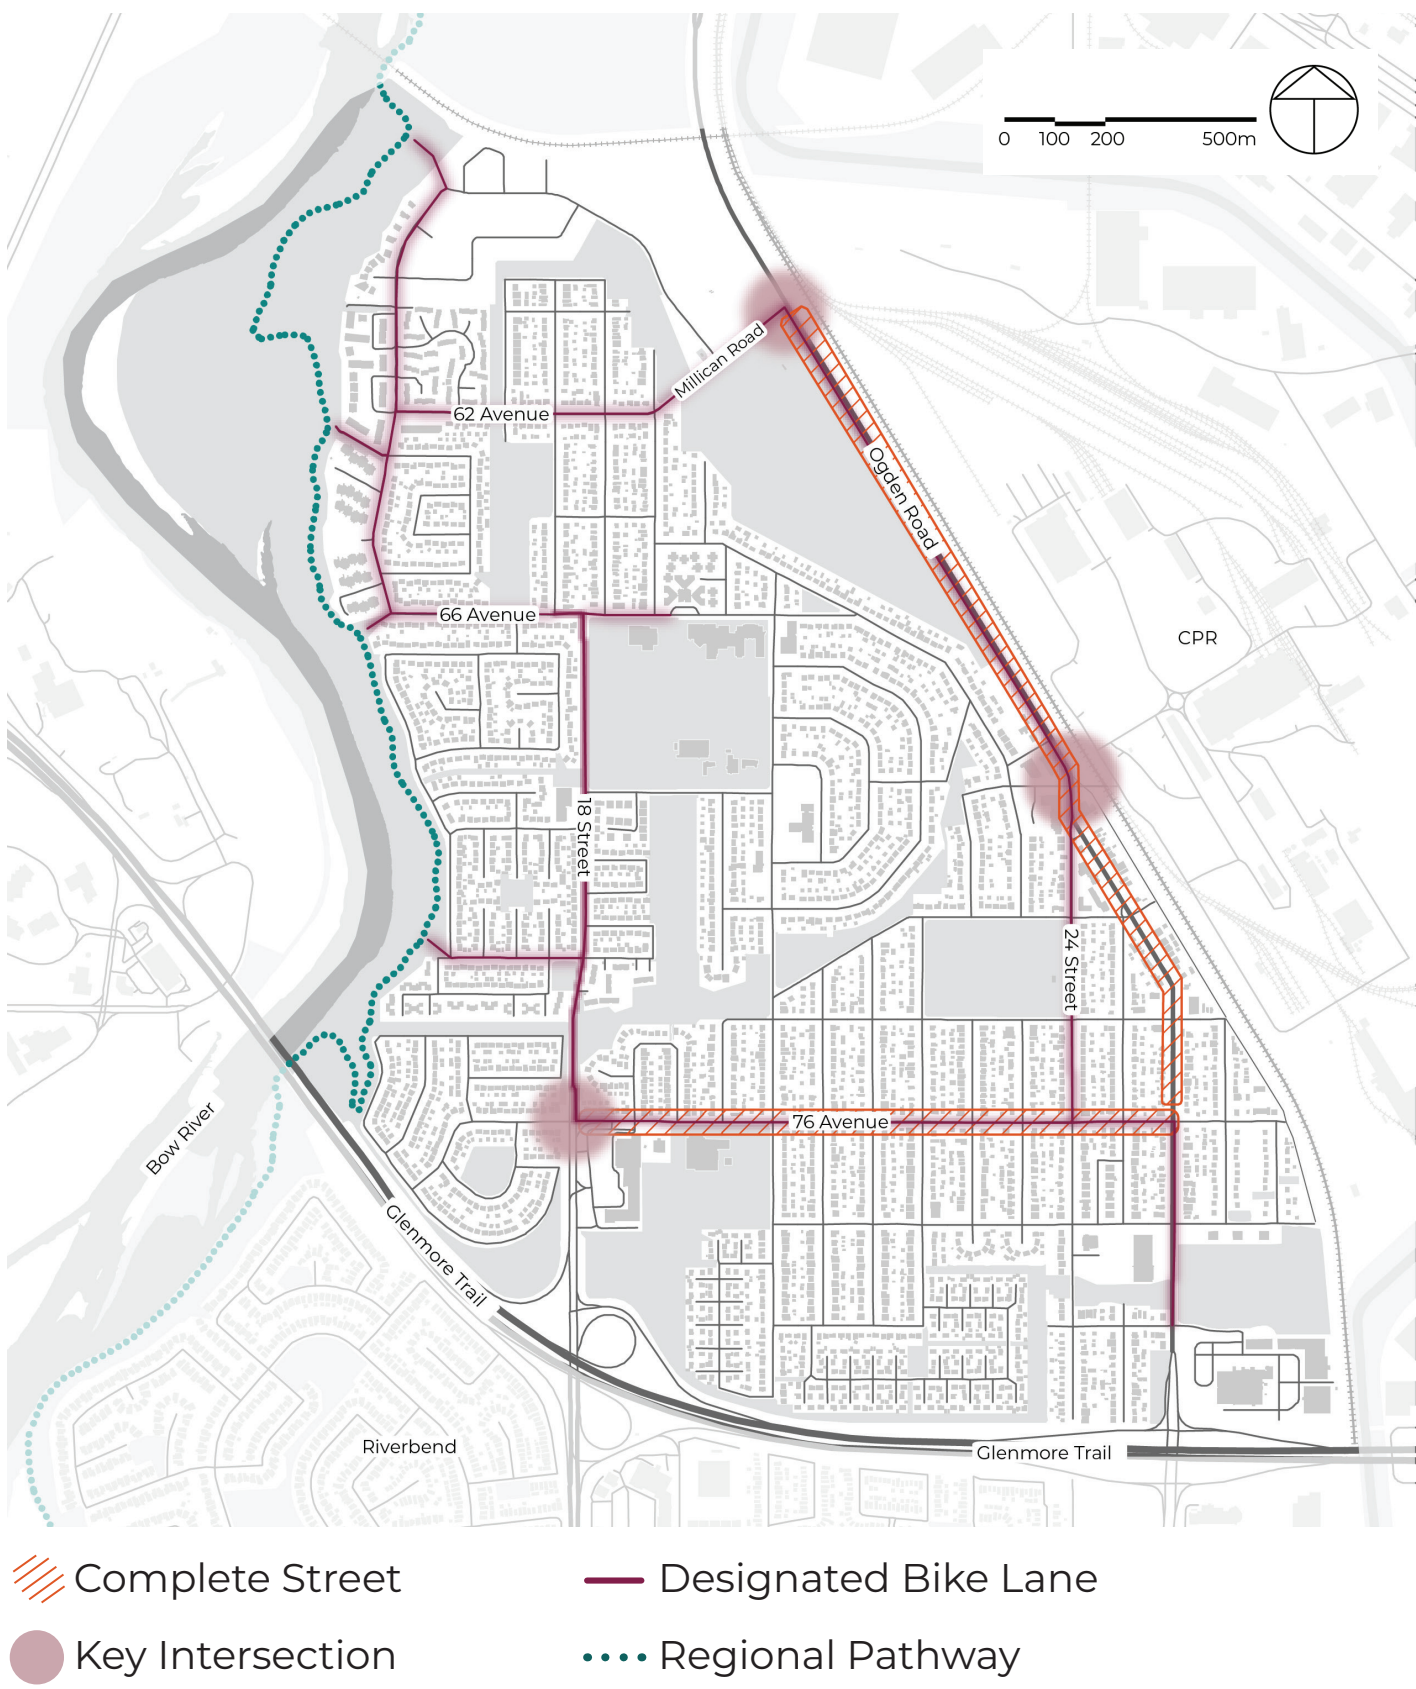 0 100 200 500m
Millican Road
62 Avenue
Ogden Road
66 Avenue
CPR
18 Street
24 Street
76 Avenue
Bow River
Glenmore Trail
Riverbend
Glenmore Trail
Complete Street
Designated Bike Lane
Key Intersection
Regional Pathway